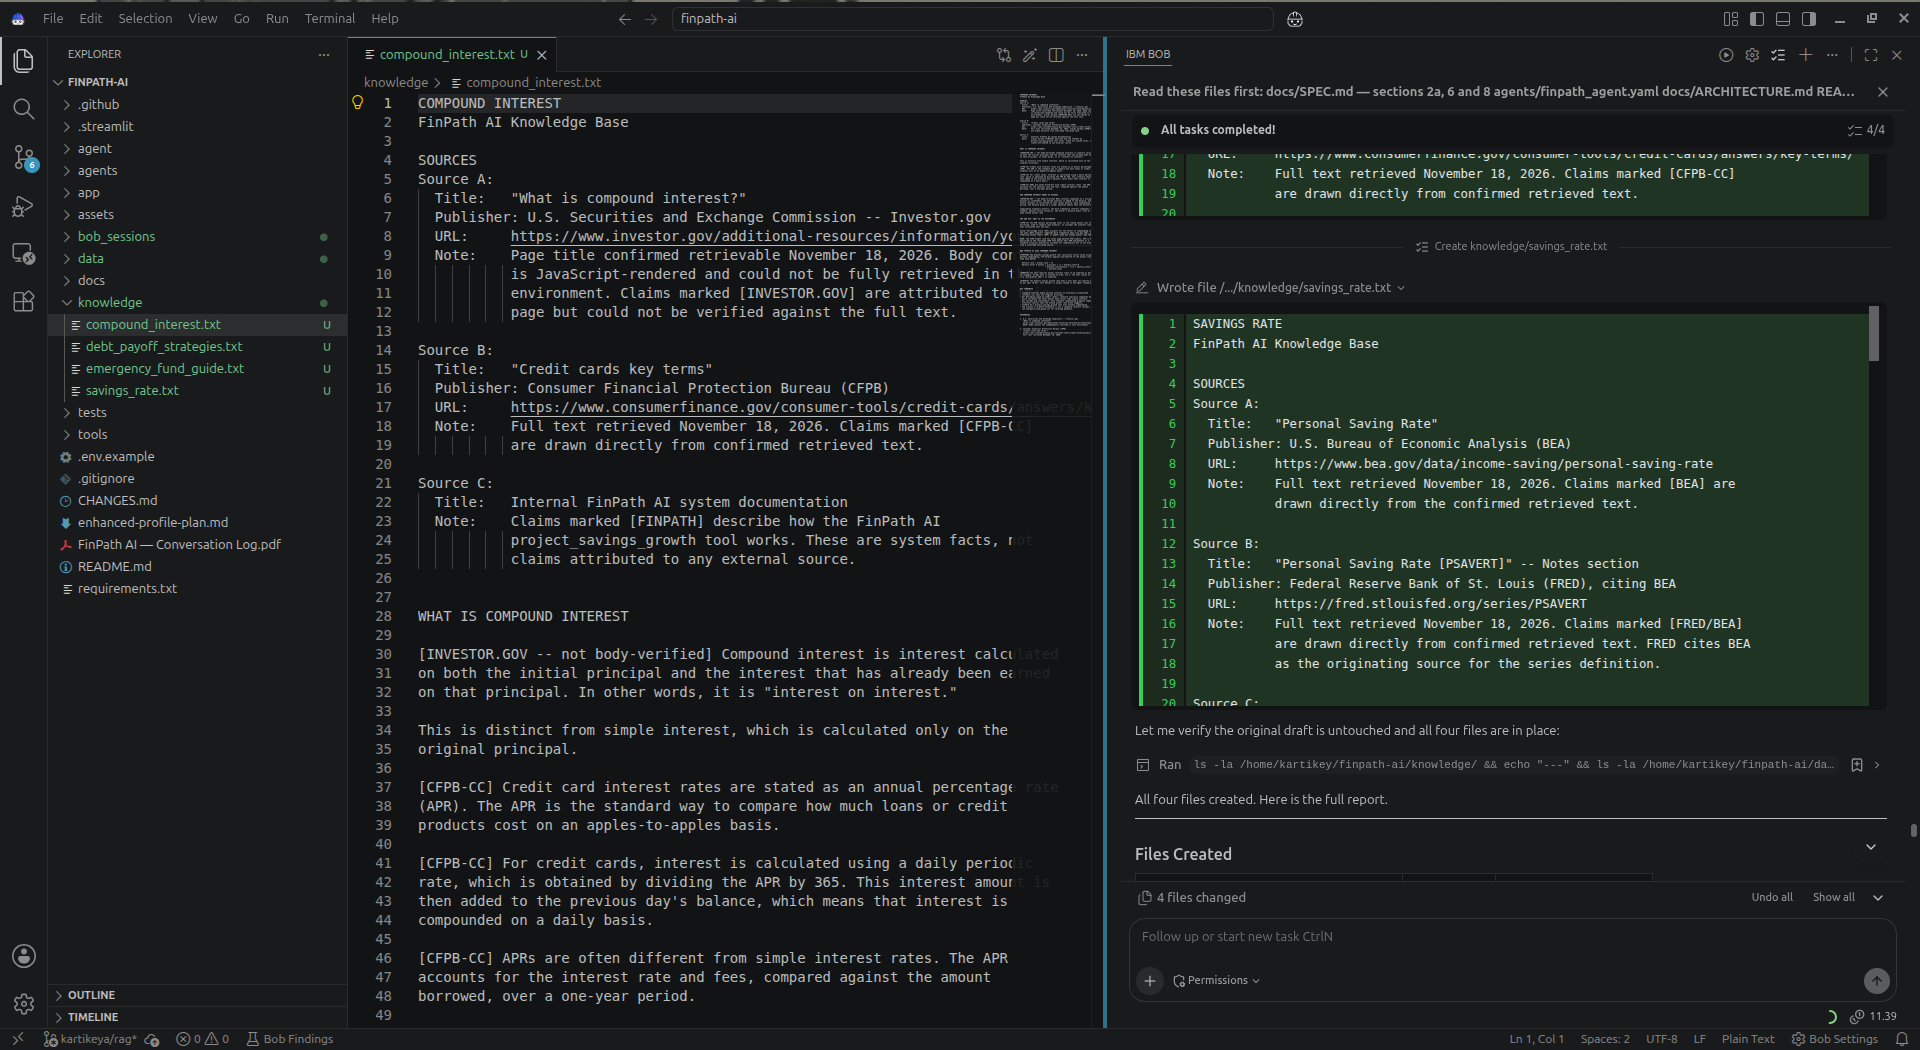 File Edit Selection View Go Run Terminal Help
finpath-ai
EXPLORER
FINPATH-AI
.github
.streamlit
agent
agents
app
assets
bob_sessions
data
docs
knowledge
compound_interest.txt U
debt_payoff_strategies.txt U
emergency_fund_guide.txt U
savings_rate.txt U
tests
tools
.env.example
.gitignore
CHANGES.md
enhanced-profile-plan.md
FinPath AI — Conversation Log.pdf
README.md
requirements.txt
OUTLINE
TIMELINE
6
compound_interest.txt U
knowledge > compound_interest.txt
1 COMPOUND INTEREST
2 FinPath AI Knowledge Base
3
4 SOURCES
5 Source A:
6 Title: "What is compound interest?"
7 Publisher: U.S. Securities and Exchange Commission -- Investor.gov
8 URL: https://www.investor.gov/additional-resources/information/yo
9 Note: Page title confirmed retrievable November 18, 2026. Body con
10 is JavaScript-rendered and could not be fully retrieved in t
11 environment. Claims marked [INVESTOR.GOV] are attributed to
12 page but could not be verified against the full text.
13
14 Source B:
15 Title: "Credit cards key terms"
16 Publisher: Consumer Financial Protection Bureau (CFPB)
17 URL: https://www.consumerfinance.gov/consumer-tools/credit-cards/answers/k
18 Note: Full text retrieved November 18, 2026. Claims marked [CFPB-CC]
19 are drawn directly from confirmed retrieved text.
20
21 Source C:
22 Title: Internal FinPath AI system documentation
23 Note: Claims marked [FINPATH] describe how the FinPath AI
24 project_savings_growth tool works. These are system facts, not
25 claims attributed to any external source.
26
27
28 WHAT IS COMPOUND INTEREST
29
30 [INVESTOR.GOV -- not body-verified] Compound interest is interest calculated
31 on both the initial principal and the interest that has already been earned
32 on that principal. In other words, it is "interest on interest."
33
34 This is distinct from simple interest, which is calculated only on the
35 original principal.
36
37 [CFPB-CC] Credit card interest rates are stated as an annual percentage rate
38 (APR). The APR is the standard way to compare how much loans or credit
39 products cost on an apples-to-apples basis.
40
41 [CFPB-CC] For credit cards, interest is calculated using a daily periodic
42 rate, which is obtained by dividing the APR by 365. This interest amount is
43 then added to the previous day's balance, which means that interest is
44 compounded on a daily basis.
45
46 [CFPB-CC] APRs are often different from simple interest rates. The APR
47 accounts for the interest rate and fees, compared against the amount
48 borrowed, over a one-year period.
49
IBM BOB
Read these files first: docs/SPEC.md — sections 2a, 6 and 8 agents/finpath_agent.yaml docs/ARCHITECTURE.md REA...
All tasks completed! 4/4
17 URL: https://www.consumerfinance.gov/consumer-tools/credit-cards/answers/key-terms/
18 Note: Full text retrieved November 18, 2026. Claims marked [CFPB-CC]
19 are drawn directly from confirmed retrieved text.
20
Create knowledge/savings_rate.txt
Wrote file /.../knowledge/savings_rate.txt
1 SAVINGS RATE
2 FinPath AI Knowledge Base
3
4 SOURCES
5 Source A:
6 Title: "Personal Saving Rate"
7 Publisher: U.S. Bureau of Economic Analysis (BEA)
8 URL: https://www.bea.gov/data/income-saving/personal-saving-rate
9 Note: Full text retrieved November 18, 2026. Claims marked [BEA] are
10 drawn directly from the confirmed retrieved text.
11
12 Source B:
13 Title: "Personal Saving Rate [PSAVERT]" -- Notes section
14 Publisher: Federal Reserve Bank of St. Louis (FRED), citing BEA
15 URL: https://fred.stlouisfed.org/series/PSAVERT
16 Note: Full text retrieved November 18, 2026. Claims marked [FRED/BEA]
17 are drawn directly from confirmed retrieved text. FRED cites BEA
18 as the originating source for the series definition.
19
20 Source C:
Let me verify the original draft is untouched and all four files are in place:
Ran ls -la /home/kartikey/finpath-ai/knowledge/ && echo "---" && ls -la /home/kartikey/finpath-ai/da…
All four files created. Here is the full report.
Files Created
4 files changed Undo all Show all
Follow up or start new task CtrlN
Permissions
11.39
kartikeya/rag* 0 0 Bob Findings Ln 1, Col 1 Spaces: 2 UTF-8 LF Plain Text Bob Settings